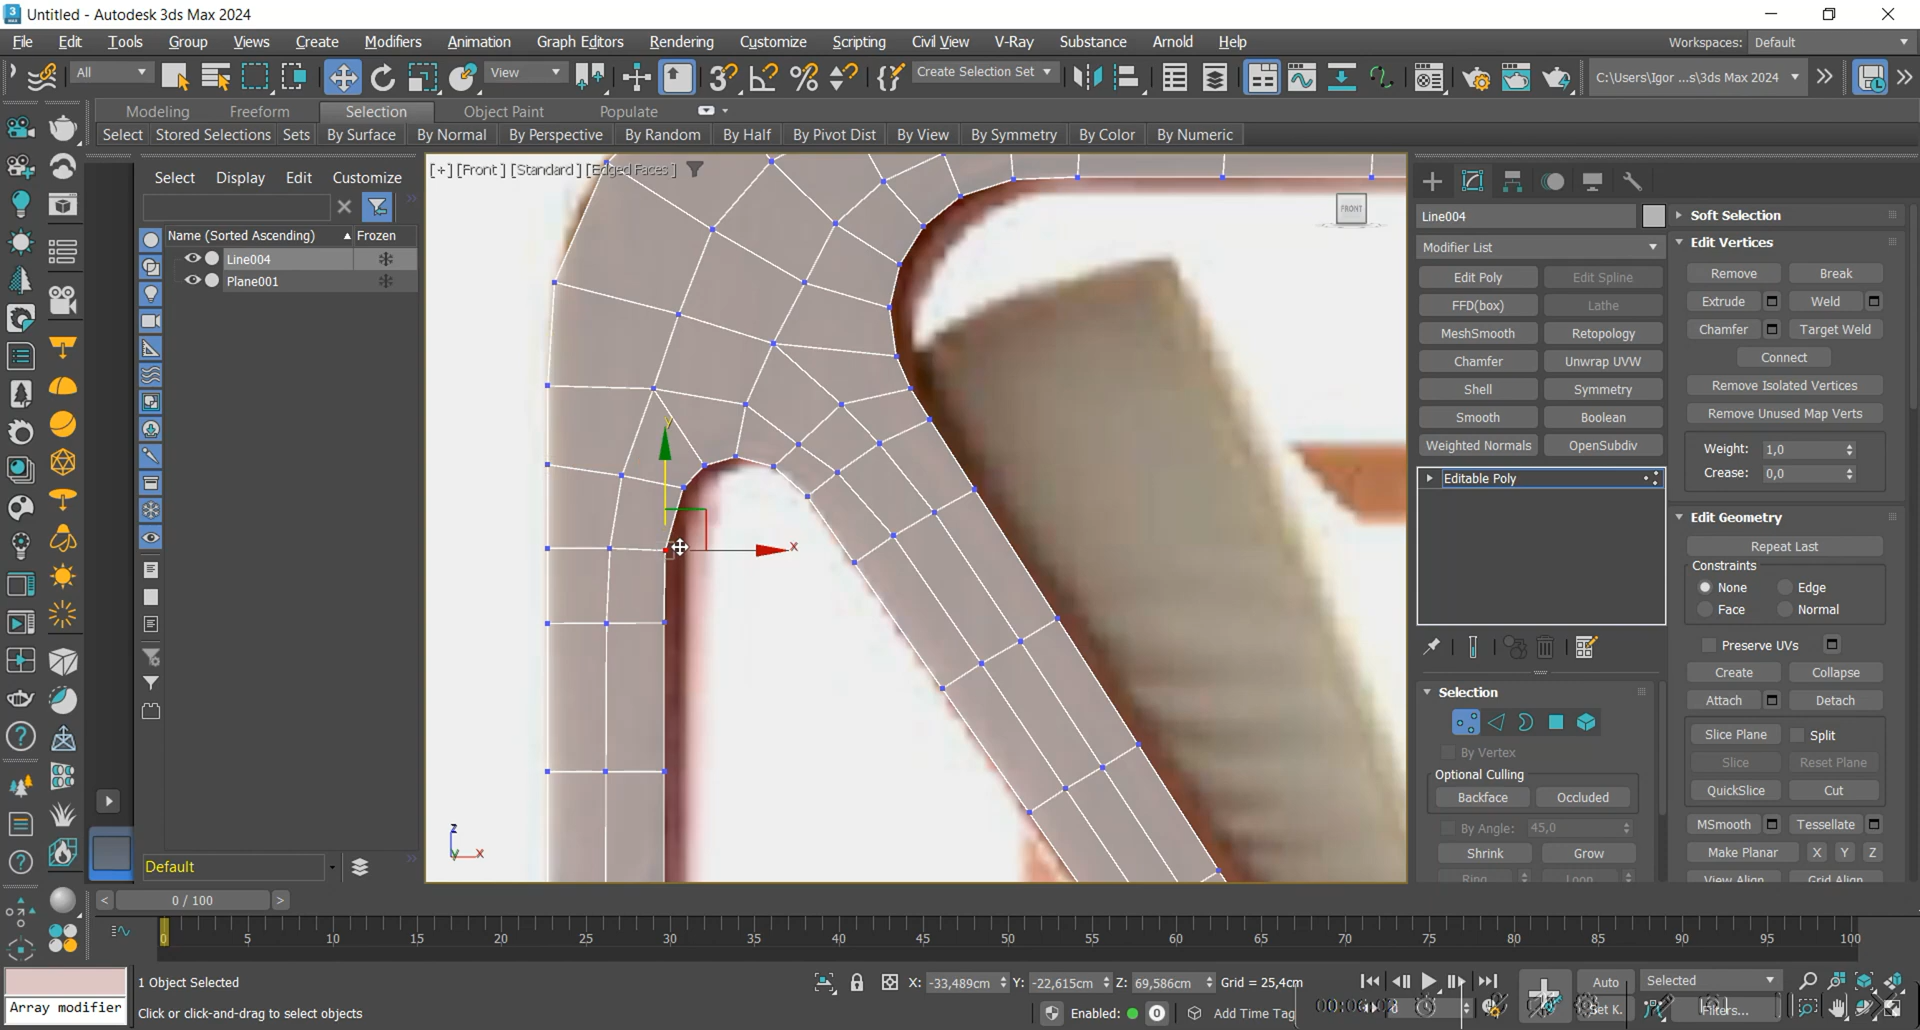 Untitled - Autodesk 3ds Max 2024
File Edit Tools Group Views Create Modifiers Animation Graph Editors Rendering Customize Scripting Civil View V-Ray Substance Arnold Help Workspaces: Default
All View Create Selection Set C:\Users\Igor ...s\3ds Max 2024
Modeling Freeform Selection Object Paint Populate
Select Stored Selections Sets By Surface By Normal By Perspective By Random By Half By Pivot Dist By View By Symmetry By Color By Numeric
Select Display Edit Customize
Name (Sorted Ascending) Frozen
Line004
Plane001
Default
[+] [Front ] [Standard ] [Edged Faces ]
FRONT
y
x
z
y x
Line004
Modifier List
Edit Poly Edit Spline
FFD(box) Lathe
MeshSmooth Retopology
Chamfer Unwrap UVW
Shell Symmetry
Smooth Boolean
Weighted Normals OpenSubdiv
Editable Poly
Selection
By Vertex
Optional Culling
Backface Occluded
By Angle: 45,0
Shrink Grow
Ring Loop
Soft Selection
Edit Vertices
Remove Break
Extrude Weld
Chamfer Target Weld
Connect
Remove Isolated Vertices
Remove Unused Map Verts
Weight: 1,0
Crease: 0,0
Edit Geometry
Repeat Last
Constraints
None Edge
Face Normal
Preserve UVs
Create Collapse
Attach Detach
Slice Plane Split
Slice Reset Plane
QuickSlice Cut
MSmooth Tessellate
Make Planar X Y Z
View Align Grid Align
< 0 / 100 >
0 5 10 15 20 25 30 35 40 45 50 55 60 65 70 75 80 85 90 95 100
1 Object Selected X: -33,489cm Y: -22,615cm Z: 69,586cm Grid = 25,4cm Auto Selected
Array modifier Click or click-and-drag to select objects Enabled: 0 Add Time Tag Set K. Filters...